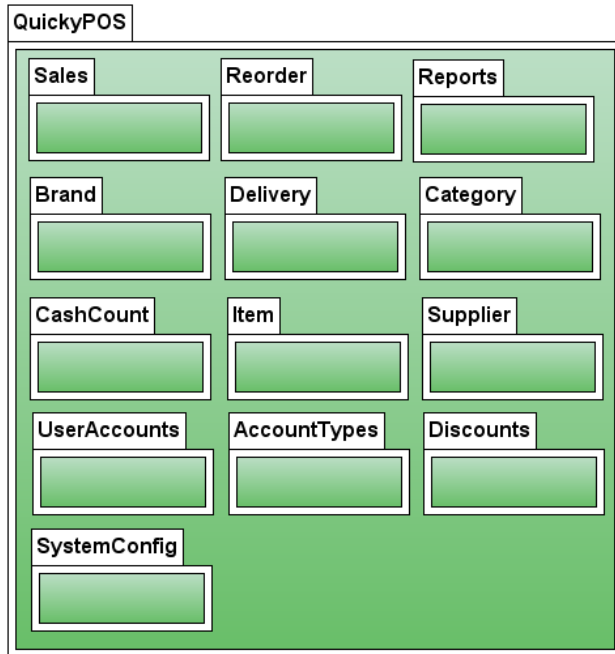 QuickyPOS
Sales Reorder Reports
Brand Delivery Category
CashCount Item Supplier
UserAccounts AccountTypes Discounts
SystemConfig